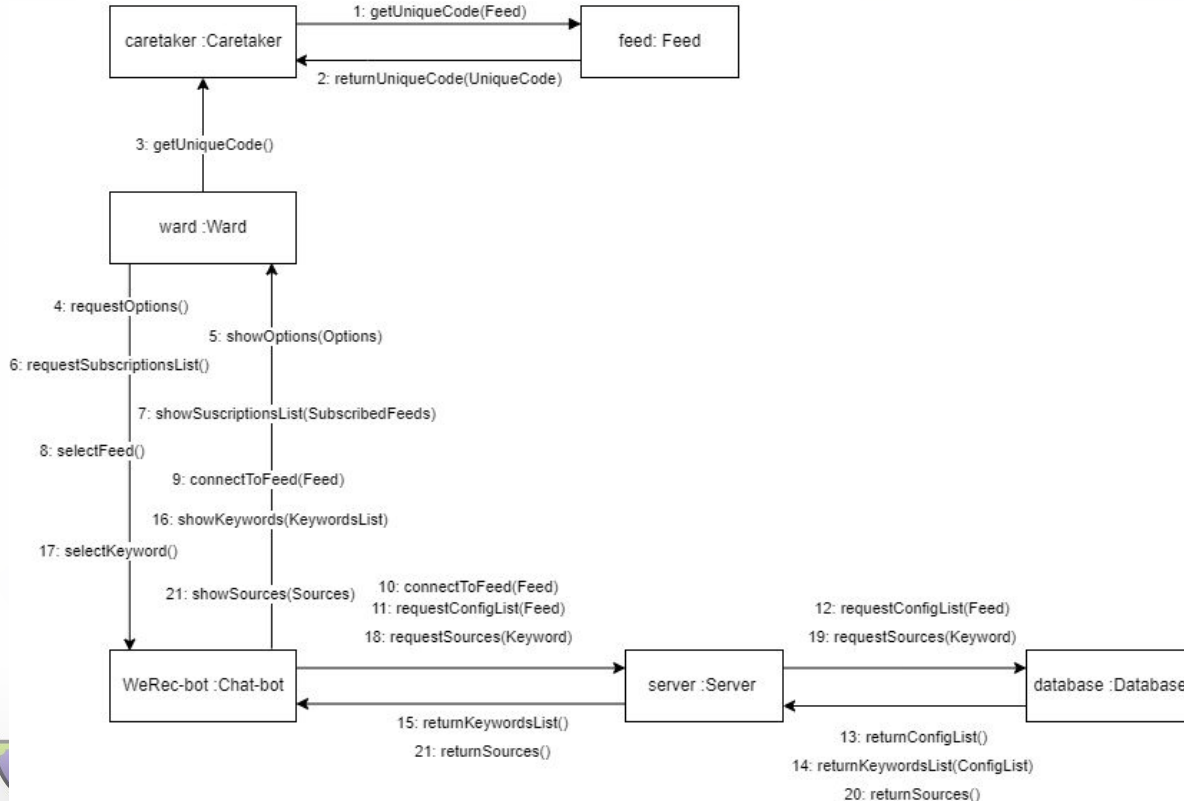 1: getUniqueCode(Feed)
caretaker :Caretaker
feed: Feed
2: returnUniqueCode(UniqueCode)
3: getUniqueCode()
ward :Ward
4: requestOptions()
5: showOptions(Options)
6: requestSubscriptionsList()
7: showSuscriptionsList(SubscribedFeeds)
8: selectFeed()
9: connectToFeed(Feed)
16: showKeywords(KeywordsList)
17: selectKeyword()
21: showSources(Sources)
10: connectToFeed(Feed)
11: requestConfigList(Feed)
18: requestSources(Keyword)
12: requestConfigList(Feed)
19: requestSources(Keyword)
WeRec-bot :Chat-bot
server :Server
database :Database
15: returnKeywordsList()
21: returnSources()
13: returnConfigList()
14: returnKeywordsList(ConfigList)
20: returnSources()